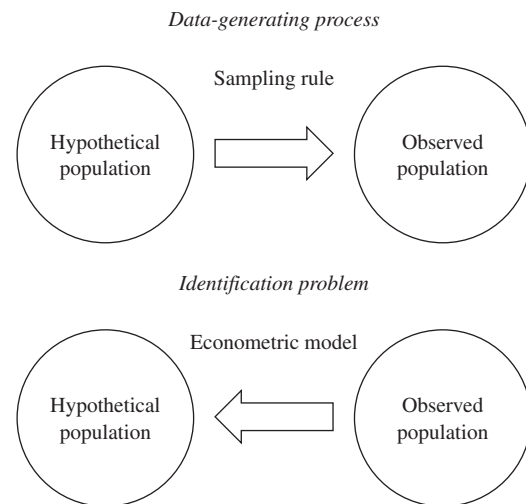 Data-generating process
Sampling rule
Hypothetical
population
Observed
population
Identification problem
Econometric model
Hypothetical
population
Observed
population